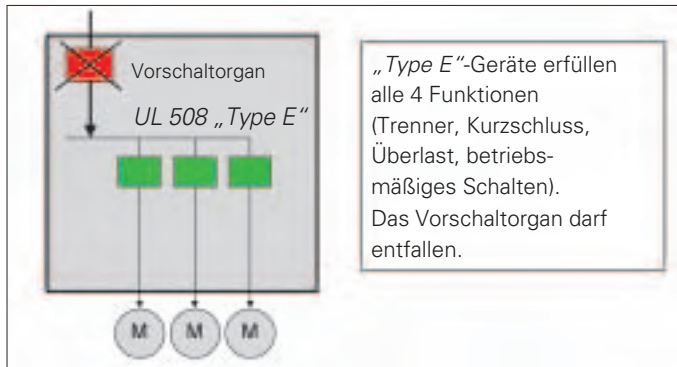 Vorschaltorgan
UL 508 „Type E“
M M M
„Type E“-Geräte erfüllen
alle 4 Funktionen
(Trenner, Kurzschluss,
Überlast, betriebs-
mäßiges Schalten).
Das Vorschaltorgan darf
entfallen.